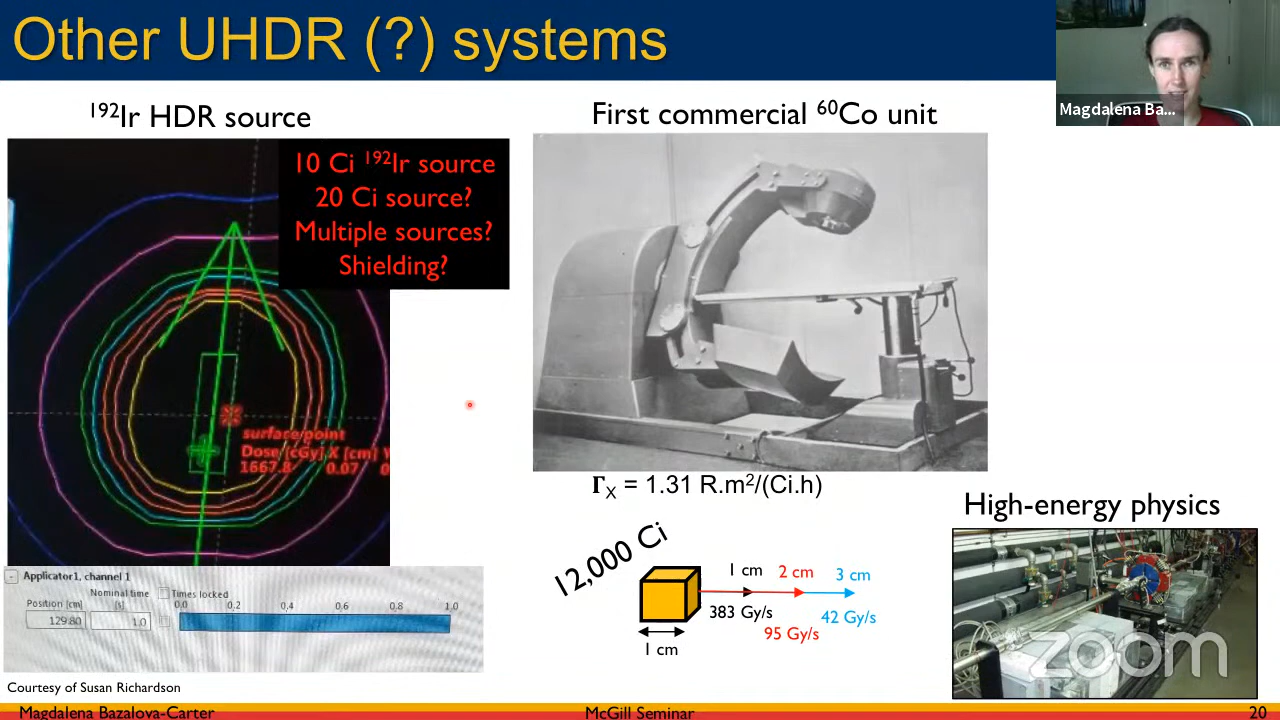 Other UHDR (?) systems
Magdalena Ba...
¹⁹²Ir HDR source
First commercial ⁶⁰Co unit
10 Ci ¹⁹²Ir source
20 Ci source?
Multiple sources?
Shielding?
surface/point
Dose [cGy] X [cm]
1667.8 0.07
Γₓ = 1.31 R.m²/(Ci.h)
High-energy physics
12,000 Ci
1 cm 2 cm 3 cm
383 Gy/s
42 Gy/s
95 Gy/s
1 cm
Applicator1, channel 1
Nominal time Times locked
Position [cm] [s] 0.0 0.2 0.4 0.6 0.8 1.0
129.80 1.0
zoom
Courtesy of Susan Richardson
Magdalena Bazalova-Carter McGill Seminar 20